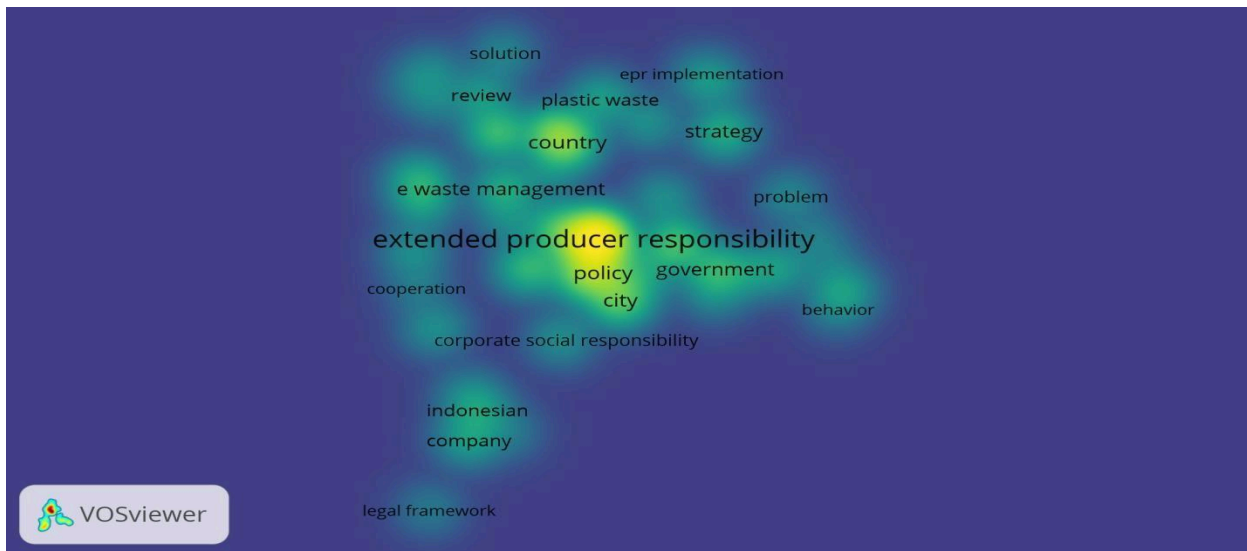 solution
epr implementation
review
plastic waste
strategy
country
e waste management
problem
extended producer responsibility
policy
government
cooperation
city
behavior
corporate social responsibility
indonesian
company
legal framework
VOSviewer